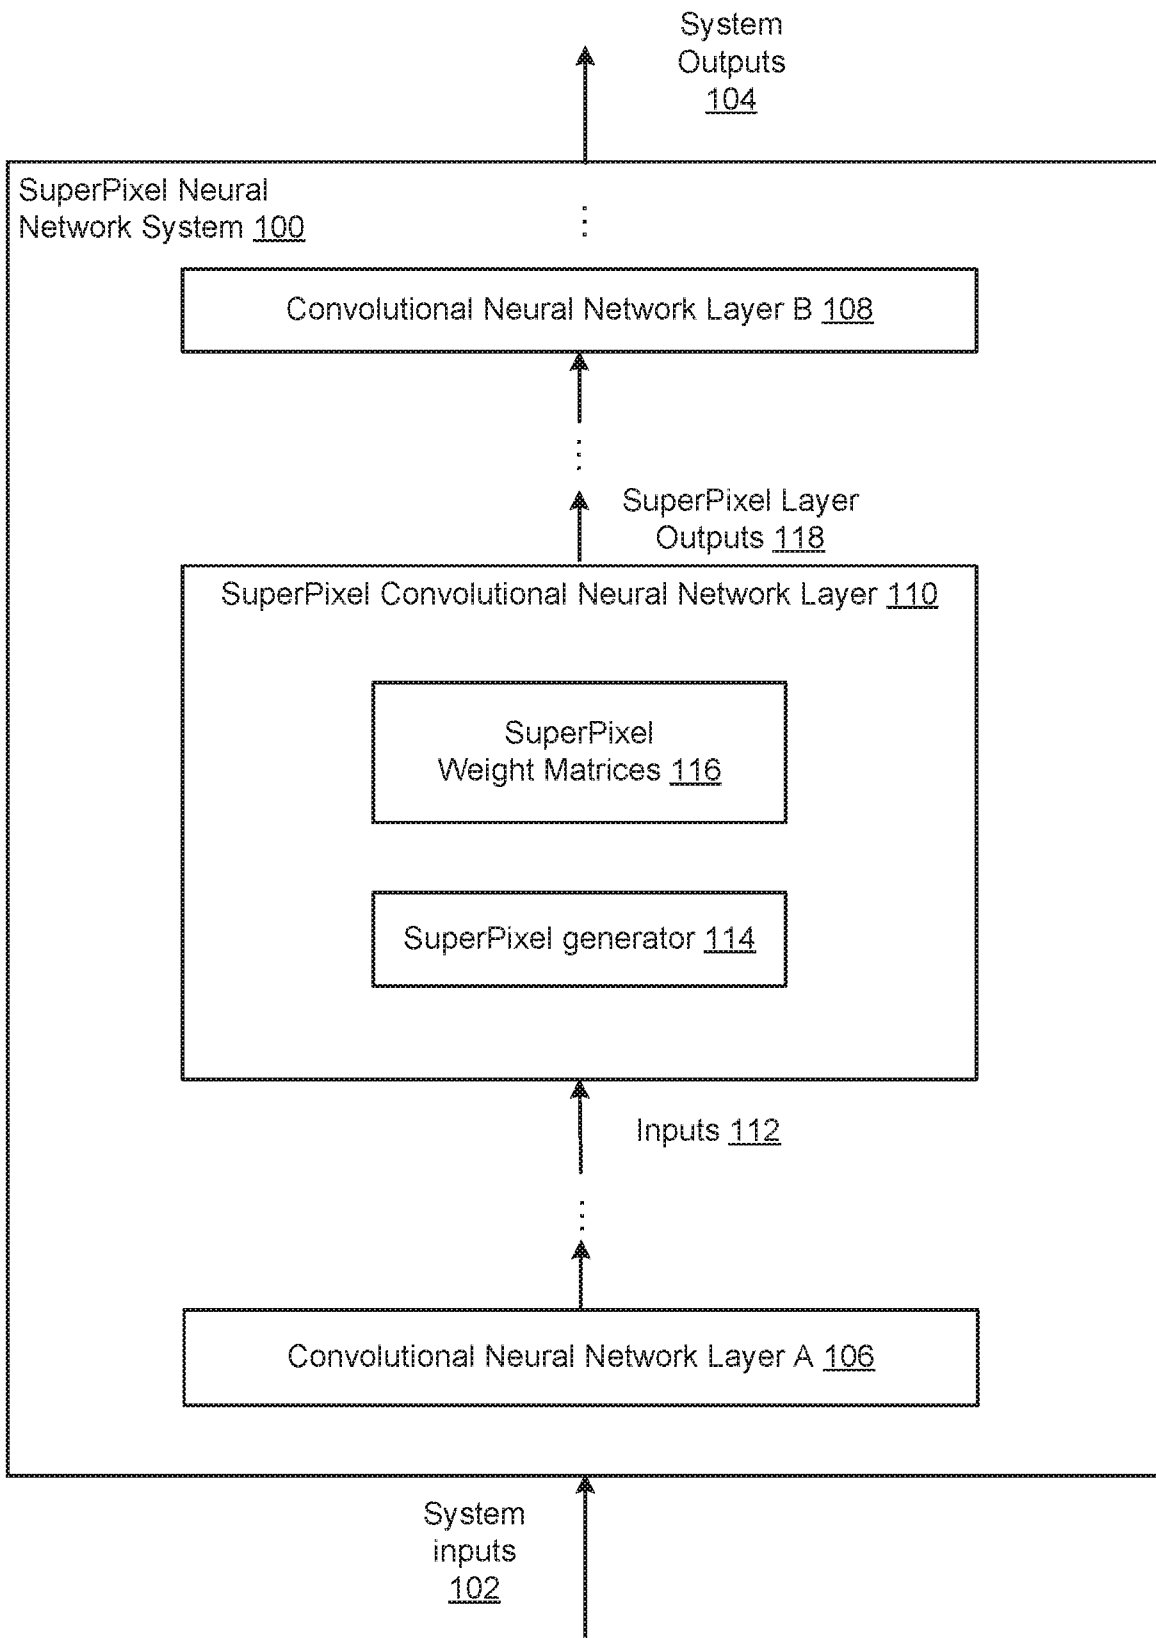 System
Outputs
104
SuperPixel Neural
Network System 100
Convolutional Neural Network Layer B 108
SuperPixel Layer
Outputs 118
SuperPixel Convolutional Neural Network Layer 110
SuperPixel
Weight Matrices 116
SuperPixel generator 114
Inputs 112
Convolutional Neural Network Layer A 106
System
inputs
102